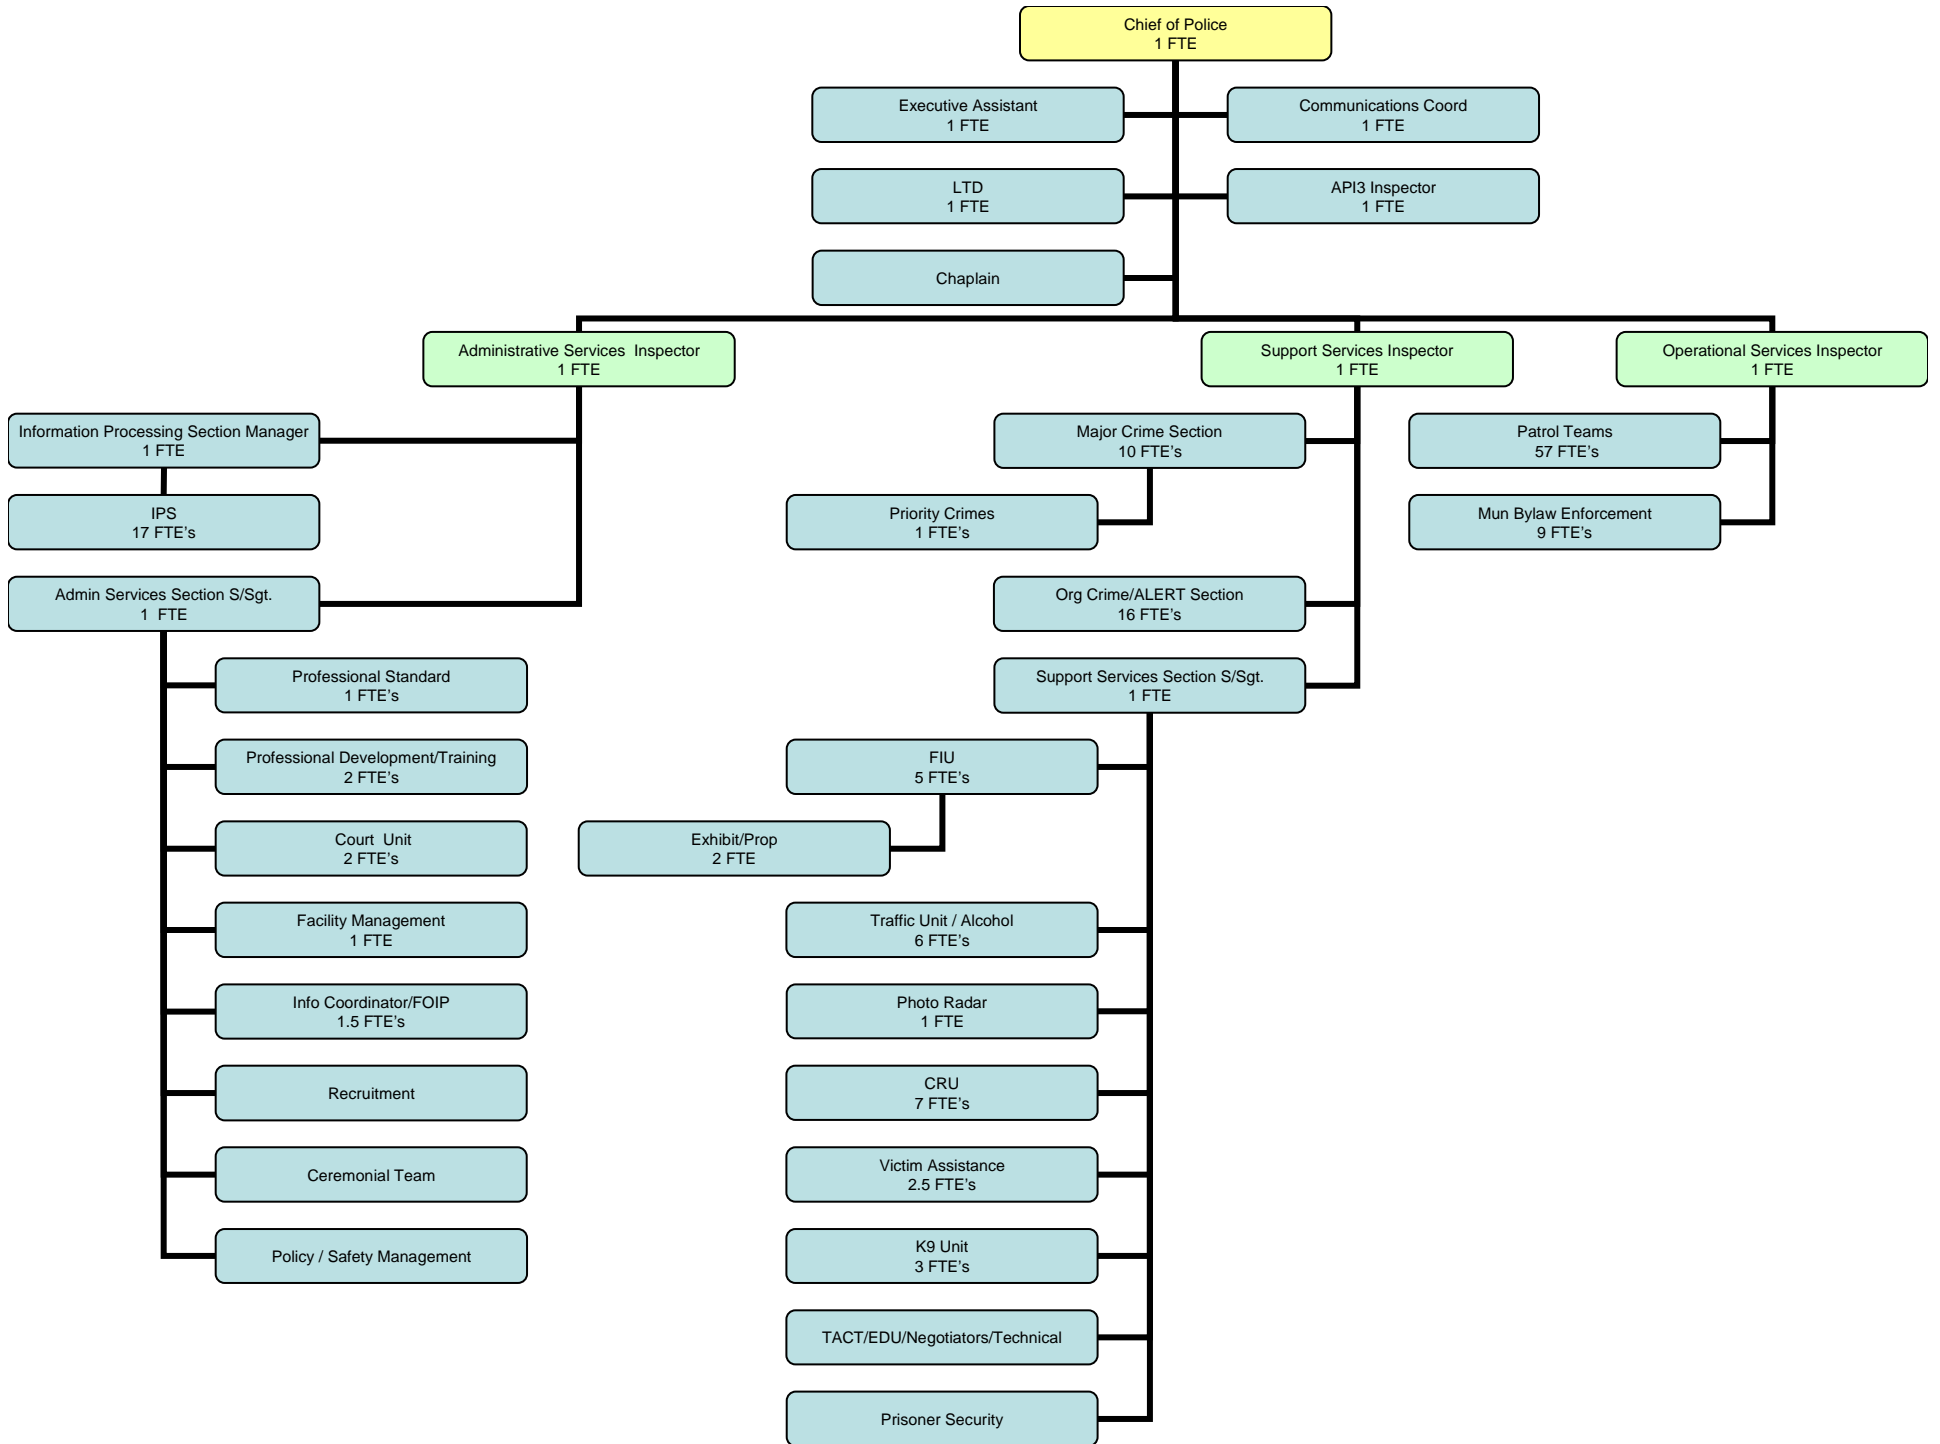 Chief of Police
1 FTE
Executive Assistant
1 FTE
Communications Coord
1 FTE
LTD
1 FTE
API3 Inspector
1 FTE
Chaplain
Administrative Services  Inspector
1 FTE
Support Services Inspector
1 FTE
Operational Services Inspector
1 FTE
Information Processing Section Manager
1 FTE
IPS
17 FTE’s
Admin Services Section S/Sgt.
1  FTE
Professional Standard
1 FTE’s
Professional Development/Training
2 FTE’s
Court  Unit
2 FTE’s
Facility Management
1 FTE
Info Coordinator/FOIP
1.5 FTE’s
Recruitment
Ceremonial Team
Policy / Safety Management
Major Crime Section
10 FTE’s
Priority Crimes
1 FTE’s
Org Crime/ALERT Section
16 FTE’s
Support Services Section S/Sgt.
1 FTE
FIU
5 FTE’s
Exhibit/Prop
2 FTE
Traffic Unit / Alcohol
6 FTE’s
Photo Radar
1 FTE
CRU
7 FTE’s
Victim Assistance
2.5 FTE’s
K9 Unit
3 FTE’s
TACT/EDU/Negotiators/Technical
Prisoner Security
Patrol Teams
57 FTE’s
Mun Bylaw Enforcement
9 FTE’s